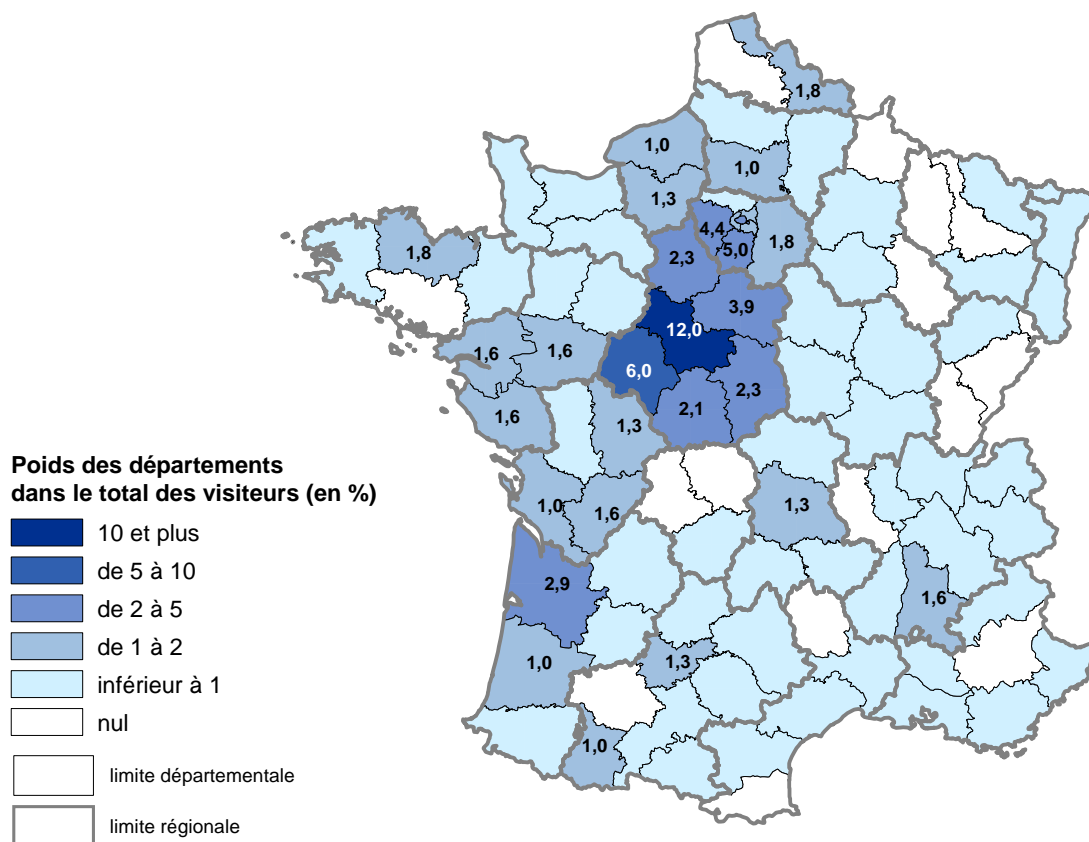 1,8
1,0
1,0
1,3
4,4
5,0
1,8
1,8
2,3
3,9
12,0
1,6
1,6
6,0
2,3
2,1
1,6
1,3
Poids des départements
dans le total des visiteurs (en %)
10 et plus
de 5 à 10
de 2 à 5
de 1 à 2
inférieur à 1
nul
limite départementale
limite régionale
1,0
1,6
1,3
2,9
1,6
1,0
1,3
1,0